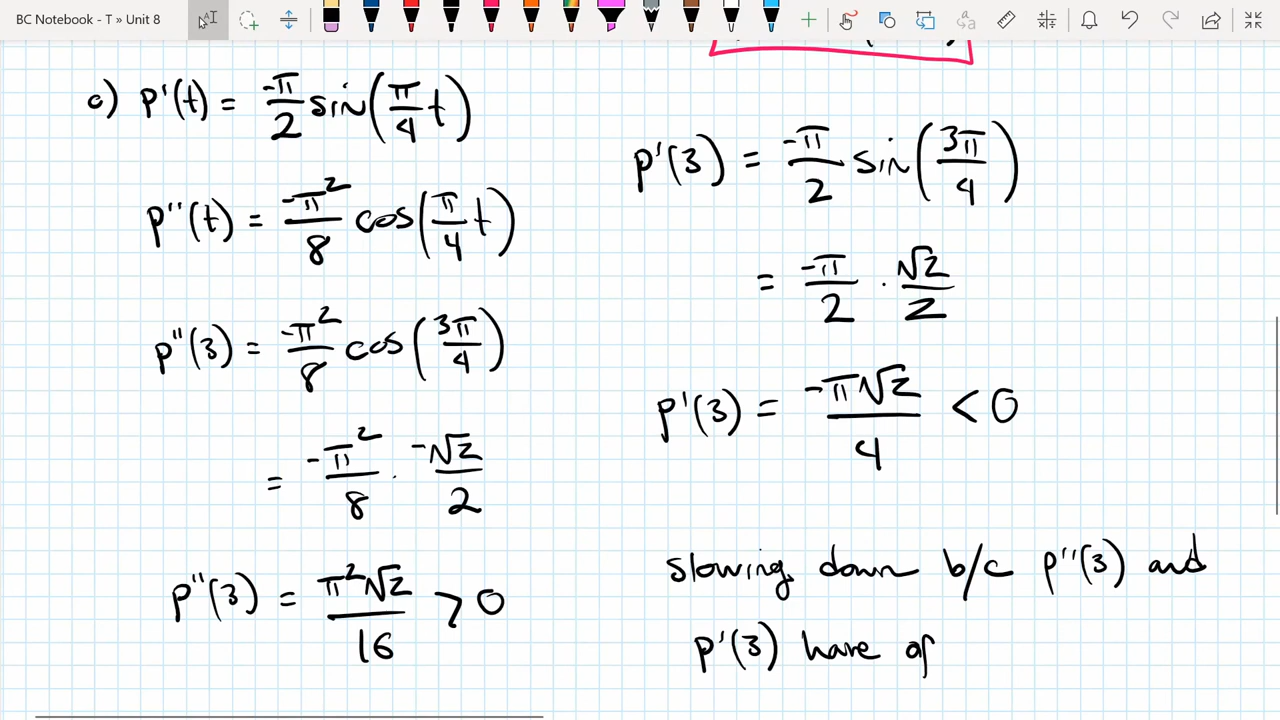 BC Notebook - T » Unit 8
c) p'(t) = -π/2 sin(π/4 t)
p''(t) = -π²/8 cos(π/4 t)
p''(3) = -π²/8 cos(3π/4)
= -π²/8 · -√2/2
p''(3) = π²√2/16 > 0
p'(3) = -π/2 sin(3π/4)
= -π/2 · √2/2
p'(3) = -π√2/4 < 0
slowing down b/c p''(3) and
p'(3) have op